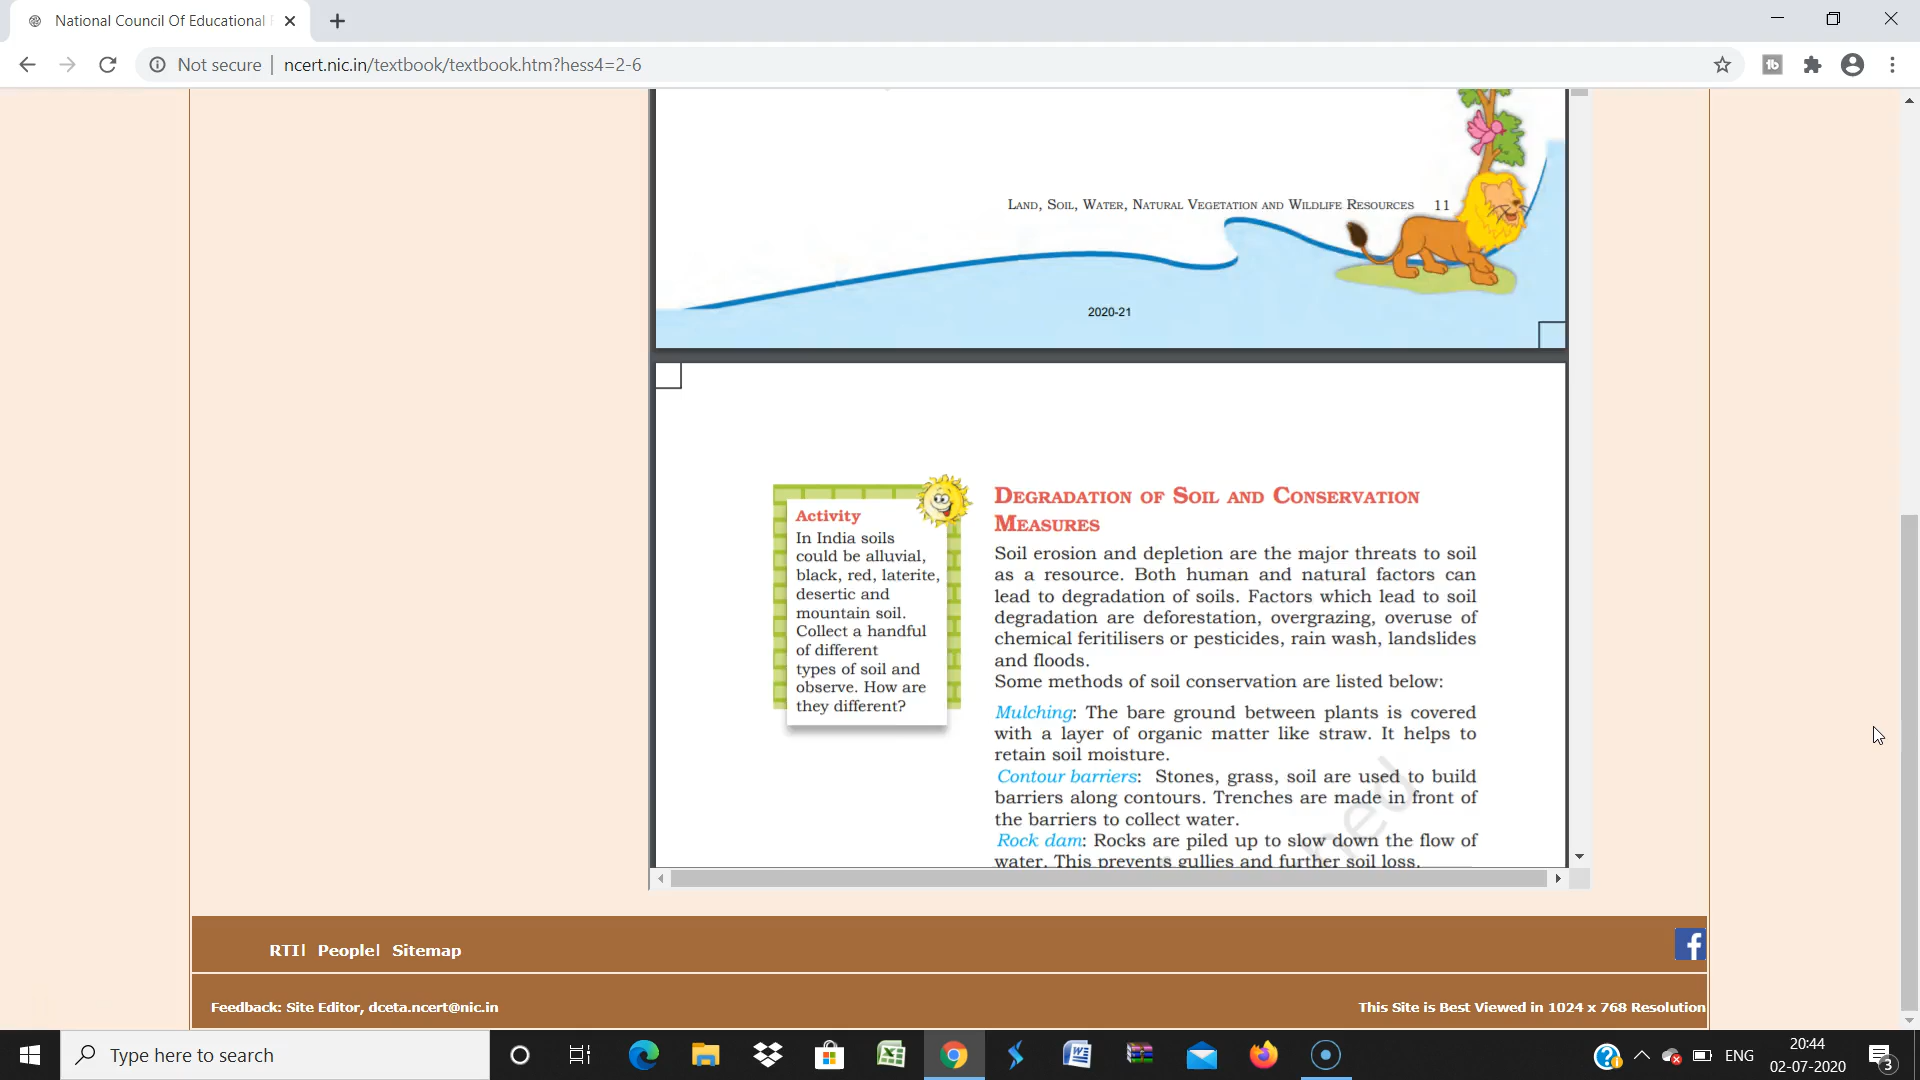 National Council Of Educational
Not secure
ncert.nic.in/textbook/textbook.htm?hess4=2-6
LAND, SOIL, WATER, NATURAL VEGETATION AND WILDLIFE RESOURCES 11
2020-21
Activity
In India soils
could be alluvial,
black, red, laterite,
desertic and
mountain soil.
Collect a handful
of different
types of soil and
observe. How are
they different?
DEGRADATION OF SOIL AND CONSERVATION
MEASURES
Soil erosion and depletion are the major threats to soil
as a resource. Both human and natural factors can
lead to degradation of soils. Factors which lead to soil
degradation are deforestation, overgrazing, overuse of
chemical feritilisers or pesticides, rain wash, landslides
and floods.
Some methods of soil conservation are listed below:
Mulching: The bare ground between plants is covered
with a layer of organic matter like straw. It helps to
retain soil moisture.
Contour barriers: Stones, grass, soil are used to build
barriers along contours. Trenches are made in front of
the barriers to collect water.
Rock dam: Rocks are piled up to slow down the flow of
water. This prevents gullies and further soil loss.
RTI| People| Sitemap
Feedback: Site Editor, dceta.ncert@nic.in
This Site is Best Viewed in 1024 x 768 Resolution
Type here to search
ENG
20:44
02-07-2020
3